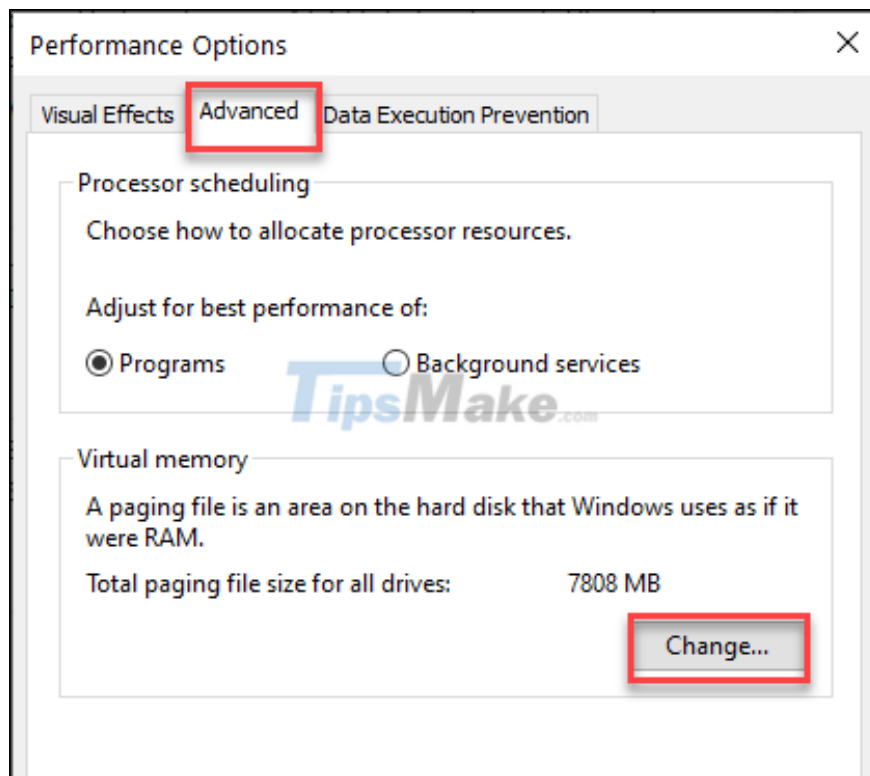 Performance Options
Visual Effects Advanced Data Execution Prevention
Processor scheduling
Choose how to allocate processor resources.
Adjust for best performance of:
Programs Background services
TipsMake.com
Virtual memory
A paging file is an area on the hard disk that Windows uses as if it
were RAM.
Total paging file size for all drives: 7808 MB
Change...